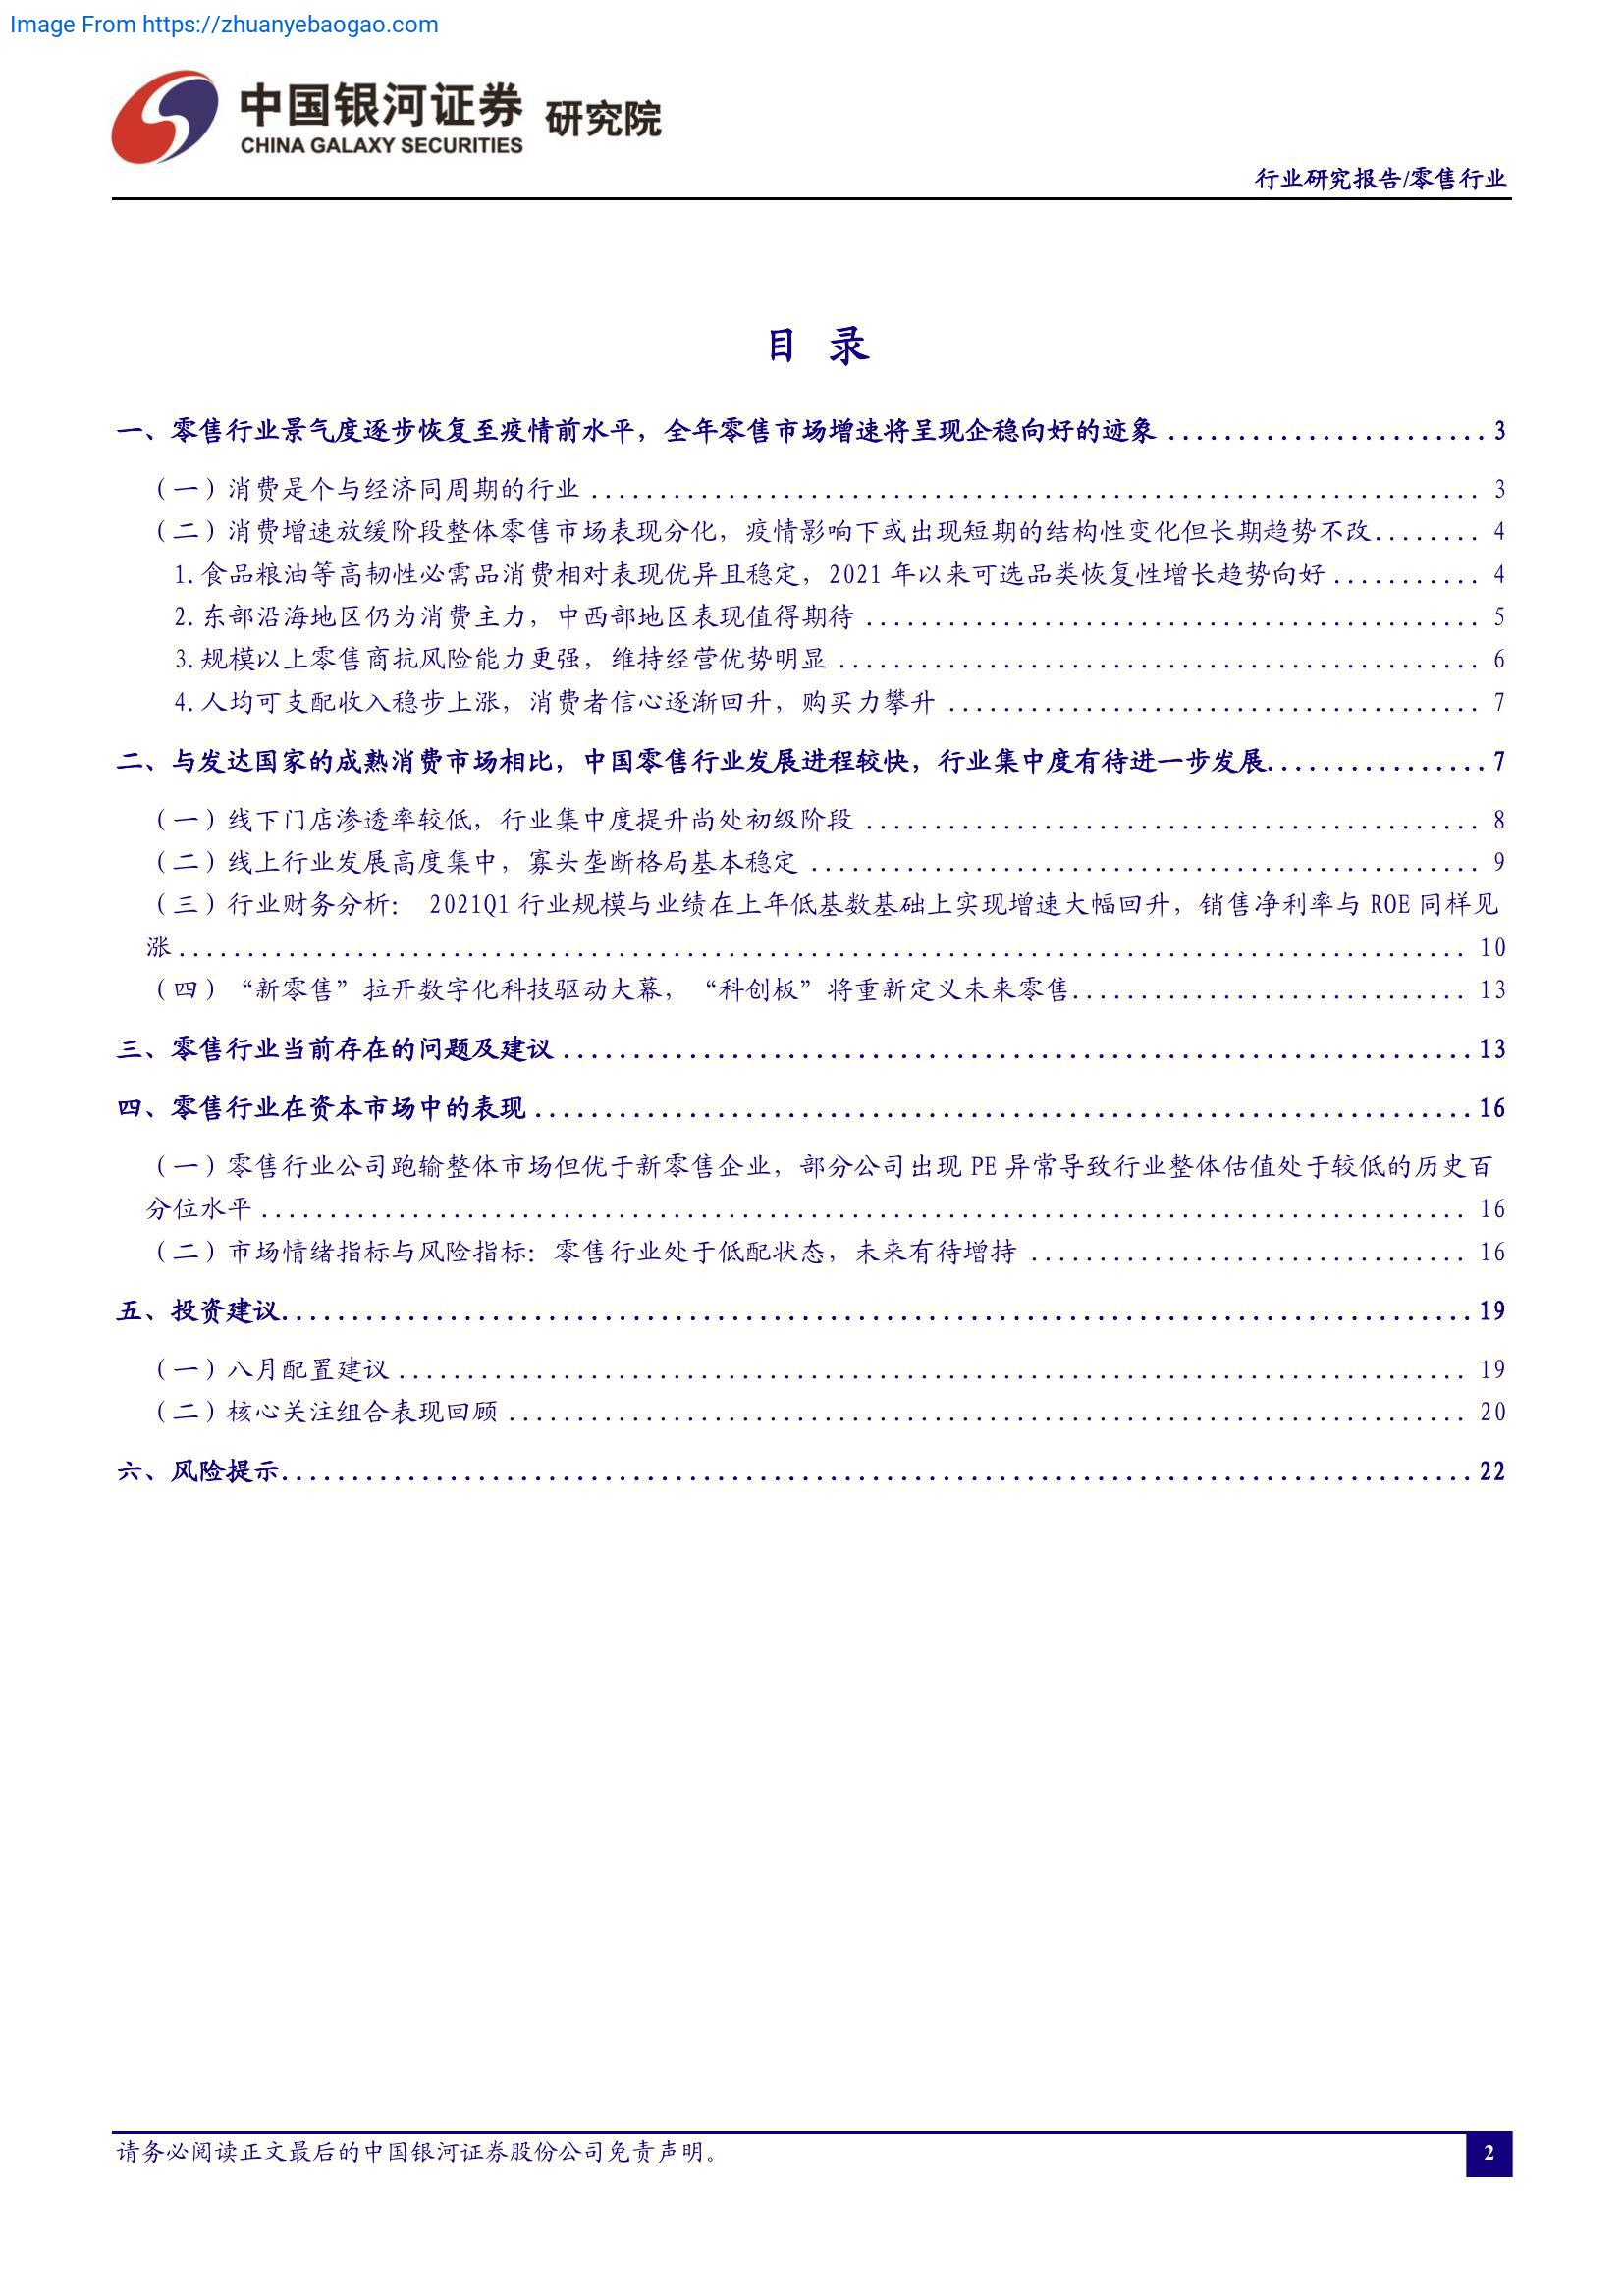 Image From https://zhuanyebaogao.com
中国银河证券 研究院
CHINA GALAXY SECURITIES
行业研究报告/零售行业
目 录
一、零售行业景气度逐步恢复至疫情前水平，全年零售市场增速将呈现企稳向好的迹象 ........................ 3
（一）消费是个与经济同周期的行业 ................................................................ 3
（二）消费增速放缓阶段整体零售市场表现分化，疫情影响下或出现短期的结构性变化但长期趋势不改........ 4
1.食品粮油等高韧性必需品消费相对表现优异且稳定，2021 年以来可选品类恢复性增长趋势向好 ........... 4
2.东部沿海地区仍为消费主力，中西部地区表现值得期待 ............................................. 5
3.规模以上零售商抗风险能力更强，维持经营优势明显 ............................................... 6
4.人均可支配收入稳步上涨，消费者信心逐渐回升，购买力攀升 ....................................... 7
二、与发达国家的成熟消费市场相比，中国零售行业发展进程较快，行业集中度有待进一步发展................ 7
（一）线下门店渗透率较低，行业集中度提升尚处初级阶段 ............................................. 8
（二）线上行业发展高度集中，寡头垄断格局基本稳定 ................................................. 9
（三）行业财务分析： 2021Q1 行业规模与业绩在上年低基数基础上实现增速大幅回升，销售净利率与 ROE 同样见
涨.............................................................................................. 10
（四）“新零售”拉开数字化科技驱动大幕，“科创板”将重新定义未来零售............................. 13
三、零售行业当前存在的问题及建议 ................................................................... 13
四、零售行业在资本市场中的表现 ..................................................................... 16
（一）零售行业公司跑输整体市场但优于新零售企业，部分公司出现 PE 异常导致行业整体估值处于较低的历史百
分位水平 ........................................................................................ 16
（二）市场情绪指标与风险指标：零售行业处于低配状态，未来有待增持 ................................ 16
五、投资建议....................................................................................... 19
（一）八月配置建议 .............................................................................. 19
（二）核心关注组合表现回顾 ...................................................................... 20
六、风险提示....................................................................................... 22
请务必阅读正文最后的中国银河证券股份公司免责声明。
2